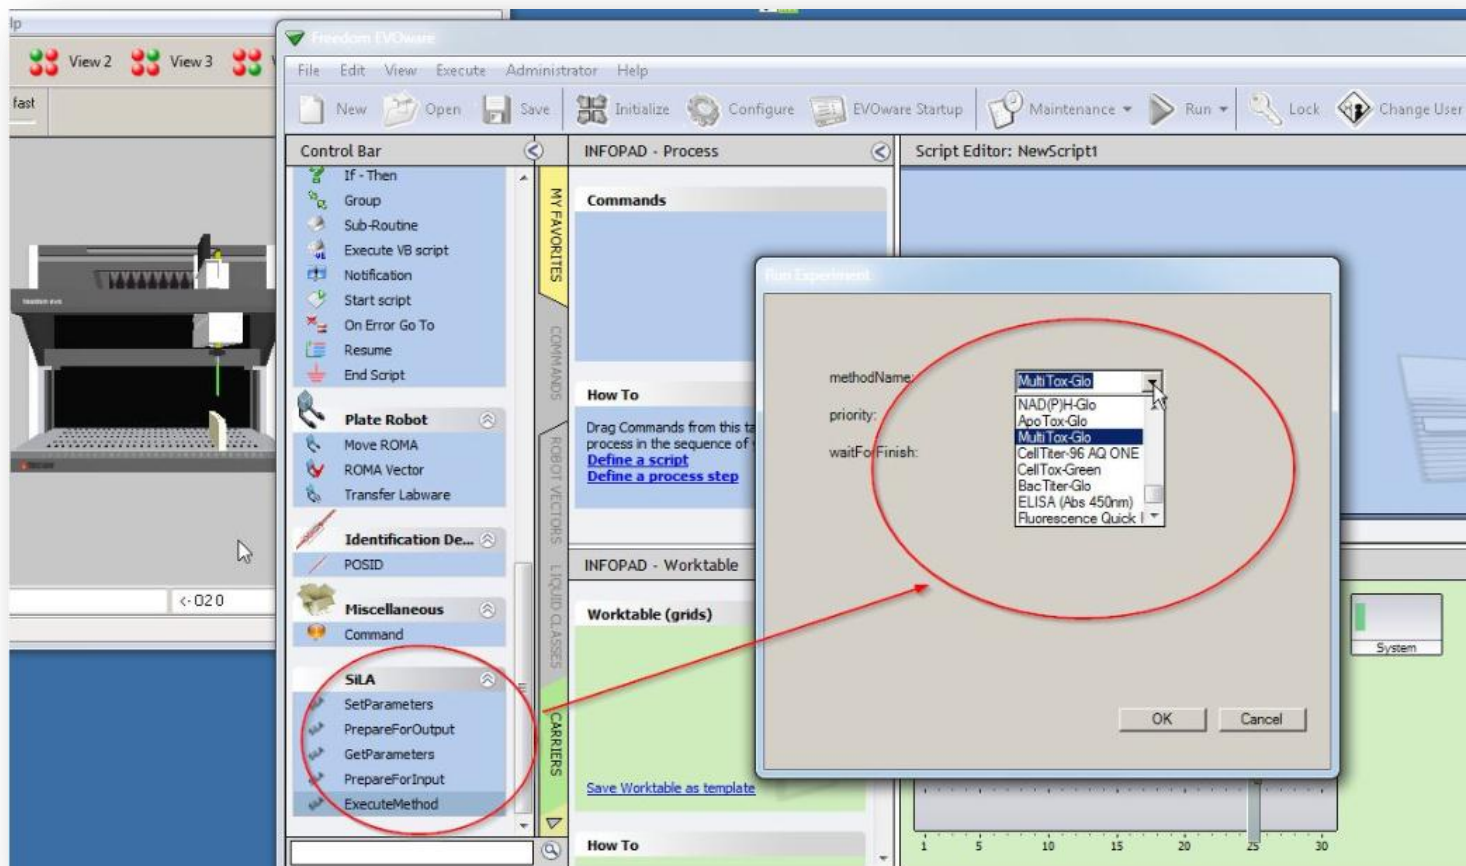 lp
View 2
View 3
fast
<-020
Freedom EVOware
File Edit View Execute Administrator Help
New Open Save Initialize Configure EVOware Startup Maintenance Run Lock Change User
Control Bar
If - Then
Group
Sub-Routine
Execute VB script
Notification
Start script
On Error Go To
Resume
End Script
Plate Robot
Move ROMA
ROMA Vector
Transfer Labware
Identification De...
POSID
Miscellaneous
Command
SiLA
SetParameters
PrepareForOutput
GetParameters
PrepareForInput
ExecuteMethod
MY FAVORITES
COMMANDS
ROBOT VECTORS
LIQUID CLASSES
CARRIERS
INFOPAD - Process
Commands
How To
Drag Commands from this ta
process in the sequence of
Define a script
Define a process step
INFOPAD - Worktable
Worktable (grids)
Save Worktable as template
How To
Script Editor: NewScript1
Run Experiment
methodName:
MultiTox-Glo
NAD(P)H-Glo
ApoTox-Glo
MultiTox-Glo
CellTiter-96 AQ ONE
CellTox-Green
BacTiter-Glo
ELISA (Abs 450nm)
Fluorescence Quick
priority:
waitForFinish:
OK Cancel
System
1 5 10 15 20 25 30